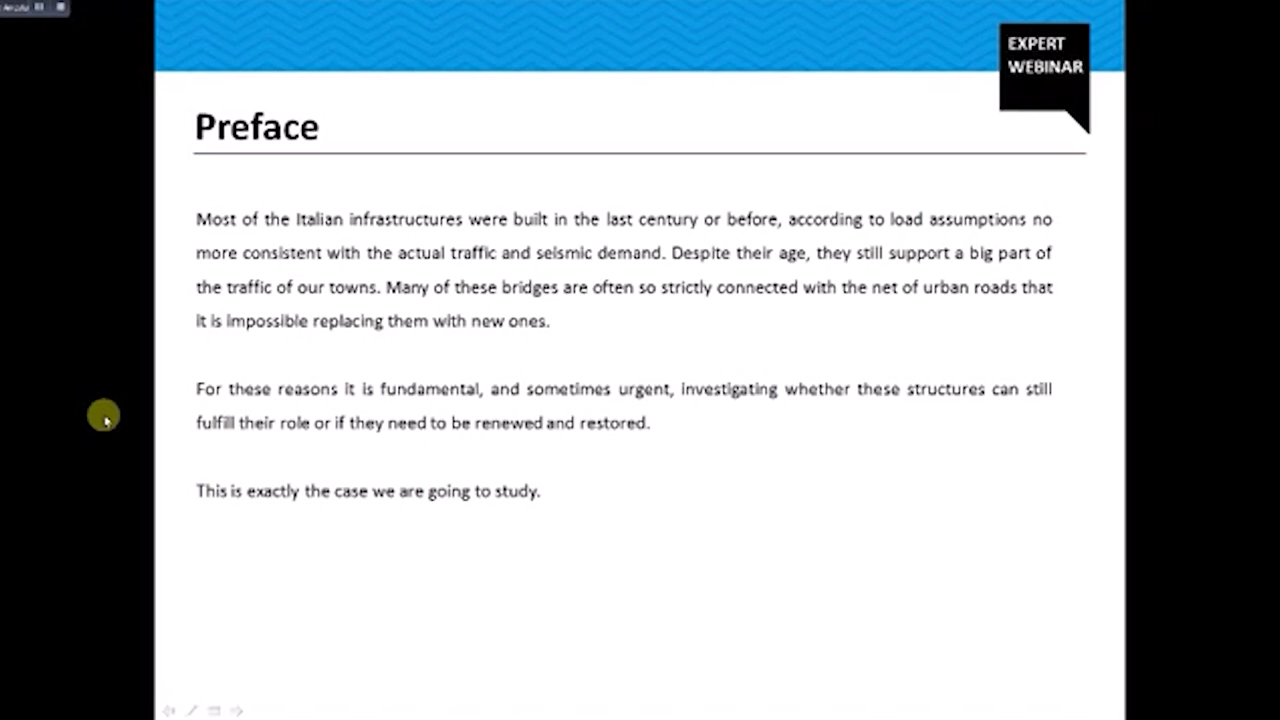 EXPERT
WEBINAR
Preface
Most of the Italian infrastructures were built in the last century or before, according to load assumptions no
more consistent with the actual traffic and seismic demand. Despite their age, they still support a big part of
the traffic of our towns. Many of these bridges are often so strictly connected with the net of urban roads that
it is impossible replacing them with new ones.
For these reasons it is fundamental, and sometimes urgent, investigating whether these structures can still
fulfill their role or if they need to be renewed and restored.
This is exactly the case we are going to study.